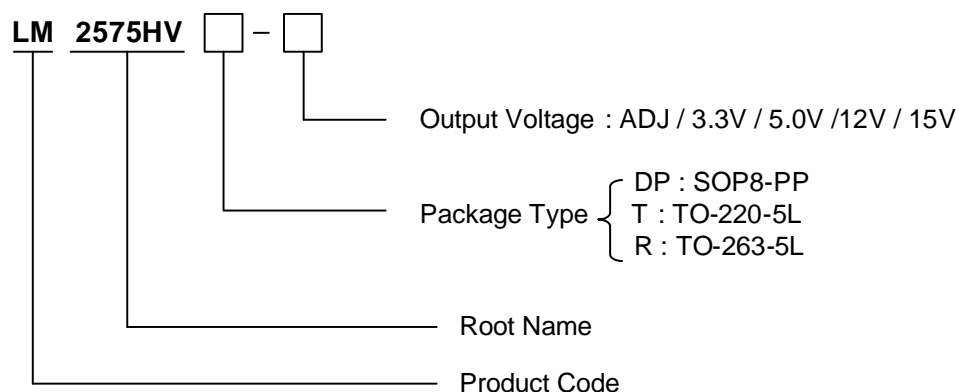 LM 2575HV □ – □
Output Voltage : ADJ / 3.3V / 5.0V /12V / 15V
Package Type
DP : SOP8-PP
T : TO-220-5L
R : TO-263-5L
Root Name
Product Code